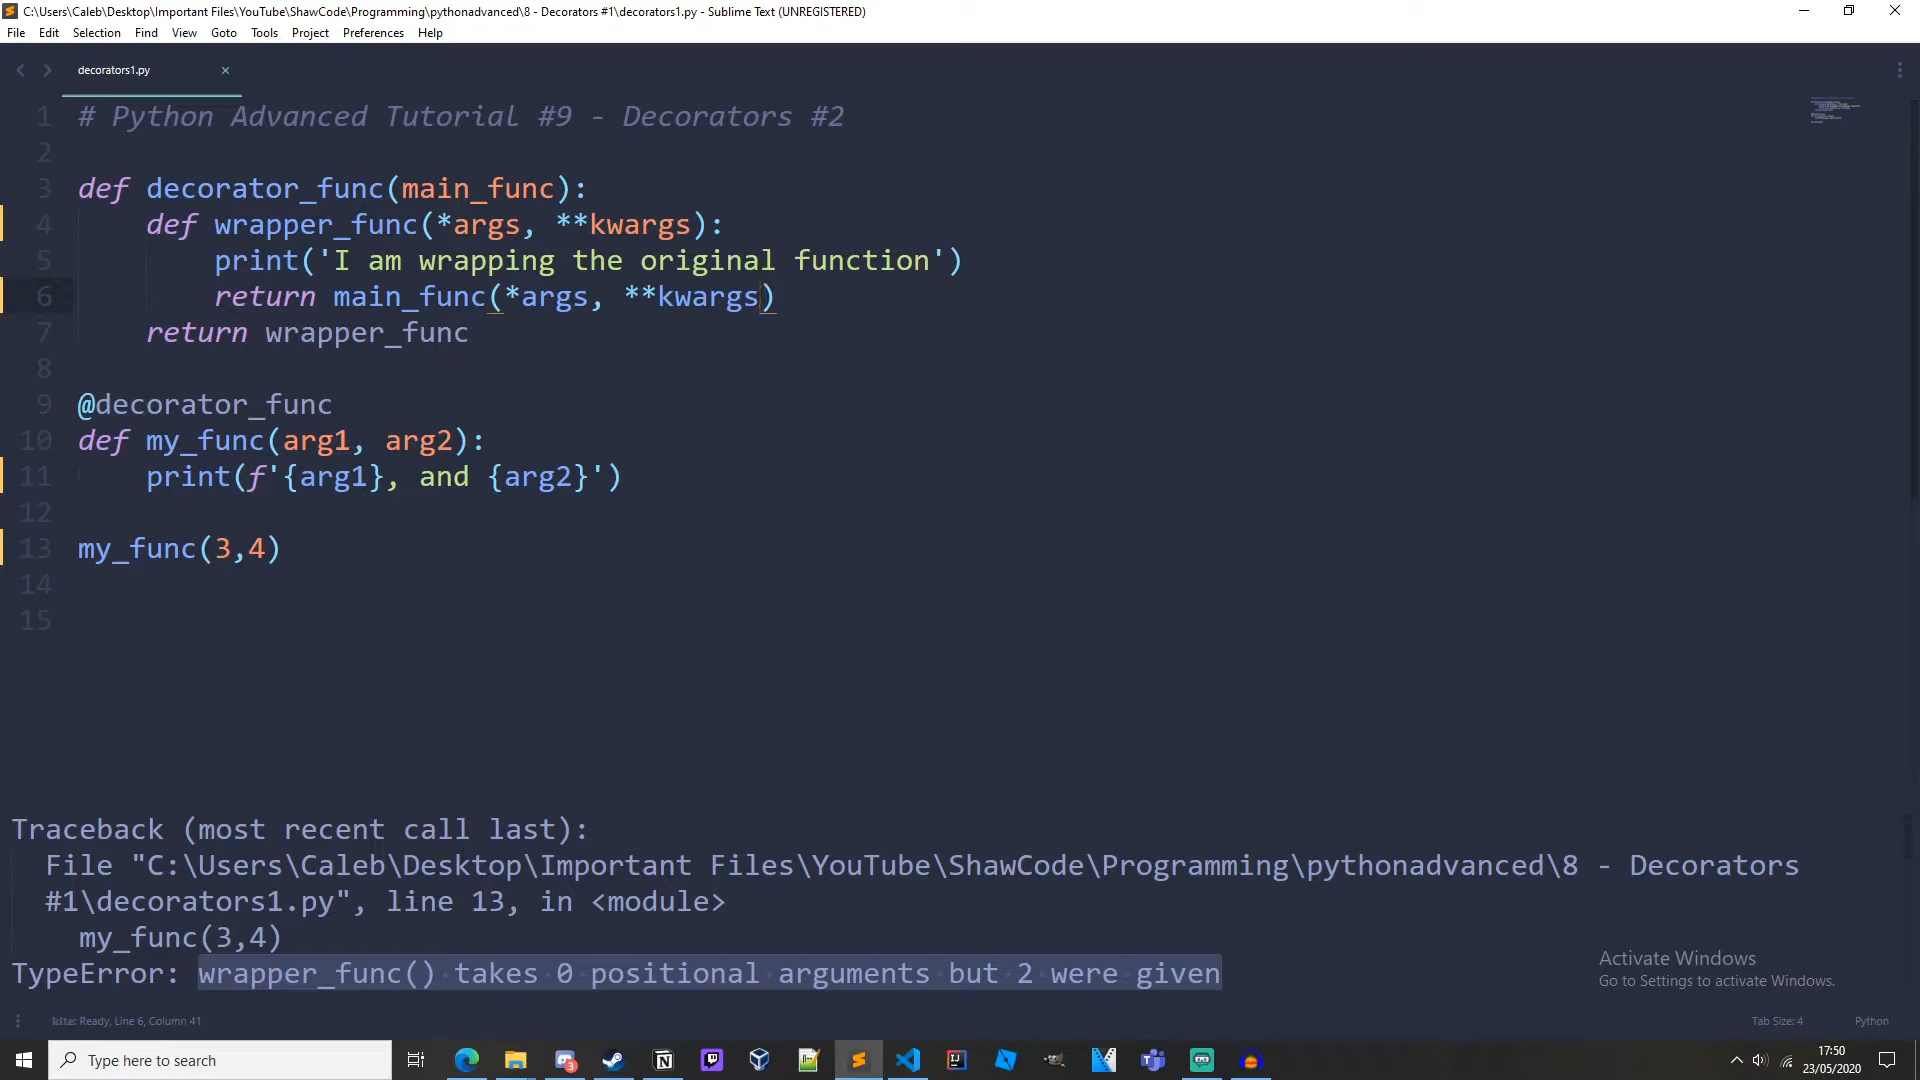 C:\Users\Caleb\Desktop\Important Files\YouTube\ShawCode\Programming\pythonadvanced\8 - Decorators #1\decorators1.py - Sublime Text (UNREGISTERED)
File Edit Selection Find View Goto Tools Project Preferences Help
decorators1.py
1 # Python Advanced Tutorial #9 - Decorators #2
2
3 def decorator_func(main_func):
4 def wrapper_func(*args, **kwargs):
5 print('I am wrapping the original function')
6 return main_func(*args, **kwargs)
7 return wrapper_func
8
9 @decorator_func
10 def my_func(arg1, arg2):
11 print(f'{arg1}, and {arg2}')
12
13 my_func(3,4)
14
15
Traceback (most recent call last):
File "C:\Users\Caleb\Desktop\Important Files\YouTube\ShawCode\Programming\pythonadvanced\8 - Decorators
#1\decorators1.py", line 13, in <module>
my_func(3,4)
TypeError: wrapper_func() takes 0 positional arguments but 2 were given
Activate Windows
Go to Settings to activate Windows.
Ready, Line 6, Column 41
Tab Size: 4
Python
Type here to search
3
17:50
23/05/2020